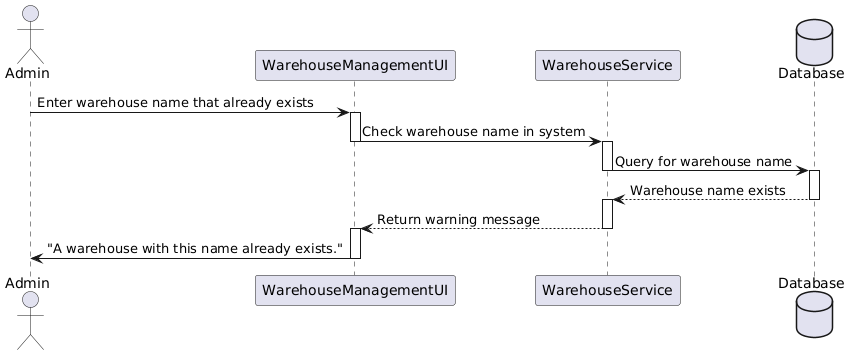 Admin
WarehouseManagementUI
WarehouseService
Database
Enter warehouse name that already exists
Check warehouse name in system
Query for warehouse name
Warehouse name exists
Return warning message
"A warehouse with this name already exists."
Admin
WarehouseManagementUI
WarehouseService
Database